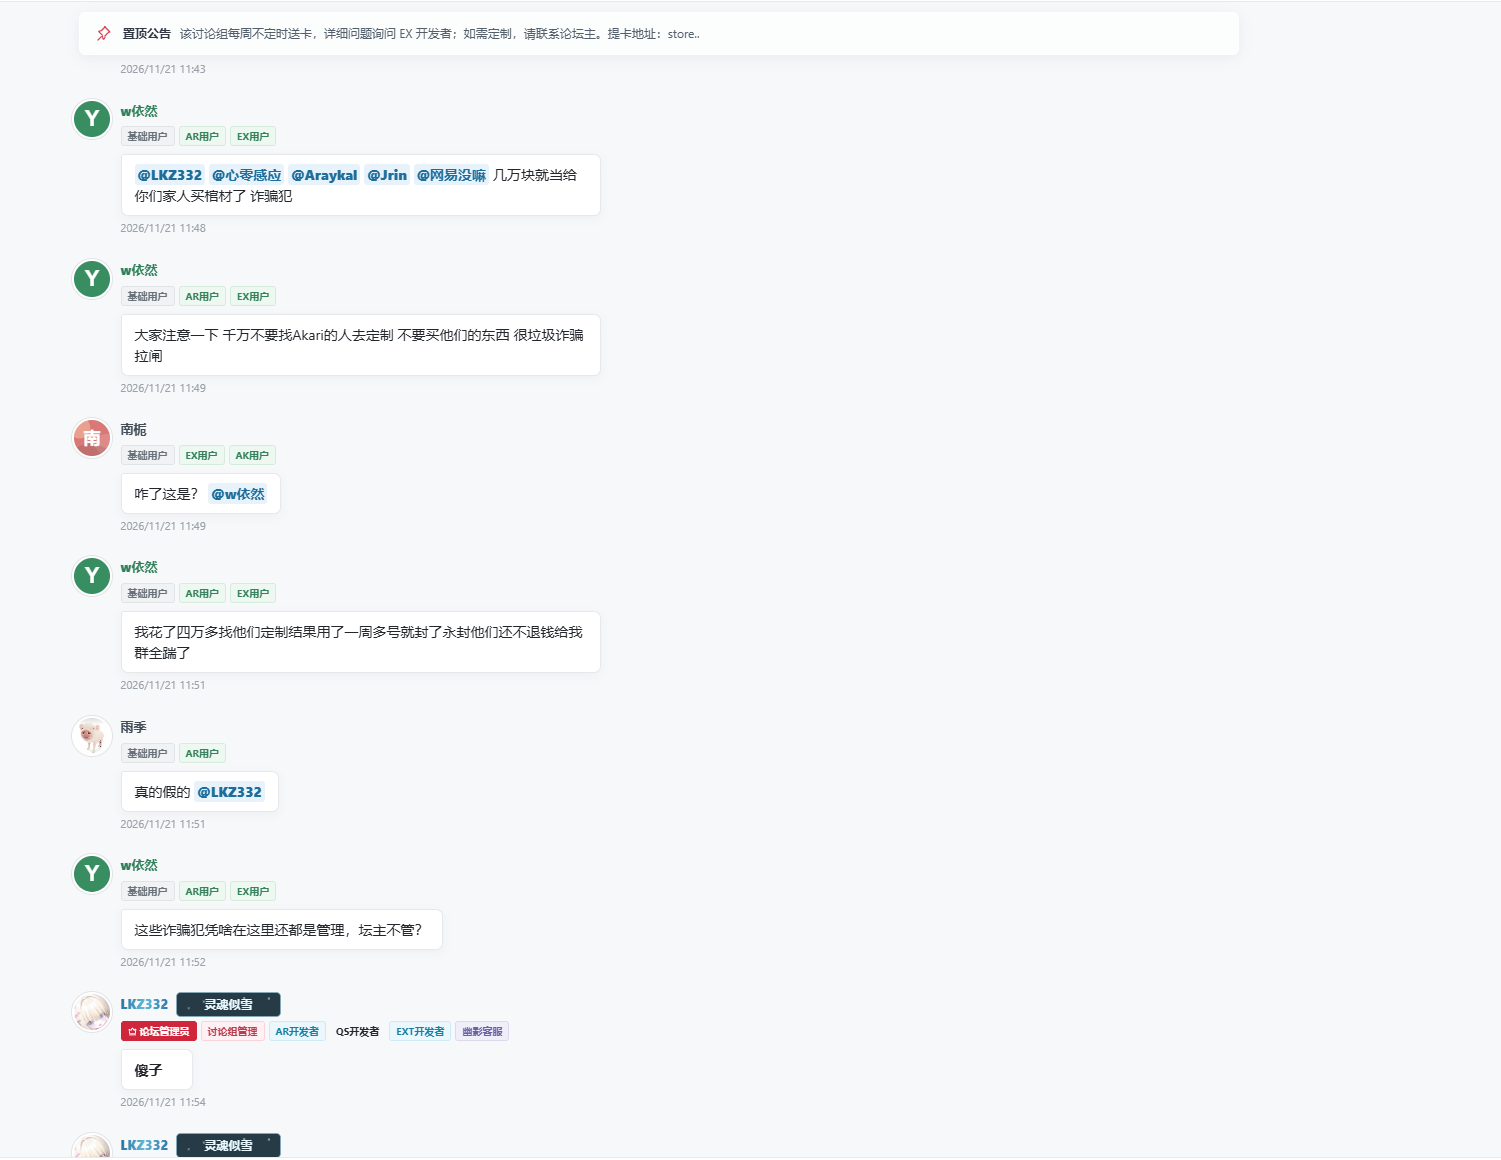 置顶公告 该讨论组每周不定时送卡，详细问题询问 EX 开发者；如需定制，请联系论坛主。提卡地址：store..
2026/11/21 11:43
Y
w依然
基础用户 AR用户 EX用户
@LKZ332 @心零感应 @Araykal @Jrin @网易没嘛 几万块就当给
你们家人买棺材了 诈骗犯
2026/11/21 11:48
Y
w依然
基础用户 AR用户 EX用户
大家注意一下 千万不要找Akari的人去定制 不要买他们的东西 很垃圾诈骗
拉闸
2026/11/21 11:49
南
南栀
基础用户 EX用户 AK用户
咋了这是？ @w依然
2026/11/21 11:49
Y
w依然
基础用户 AR用户 EX用户
我花了四万多找他们定制结果用了一周多号就封了永封他们还不退钱给我
群全踹了
2026/11/21 11:51
雨季
基础用户 AR用户
真的假的 @LKZ332
2026/11/21 11:51
Y
w依然
基础用户 AR用户 EX用户
这些诈骗犯凭啥在这里还都是管理，坛主不管？
2026/11/21 11:52
LKZ332 灵魂似雪
论坛管理员 讨论组管理 AR开发者 QS开发者 EXT开发者 幽影客服
傻子
2026/11/21 11:54
LKZ332 灵魂似雪